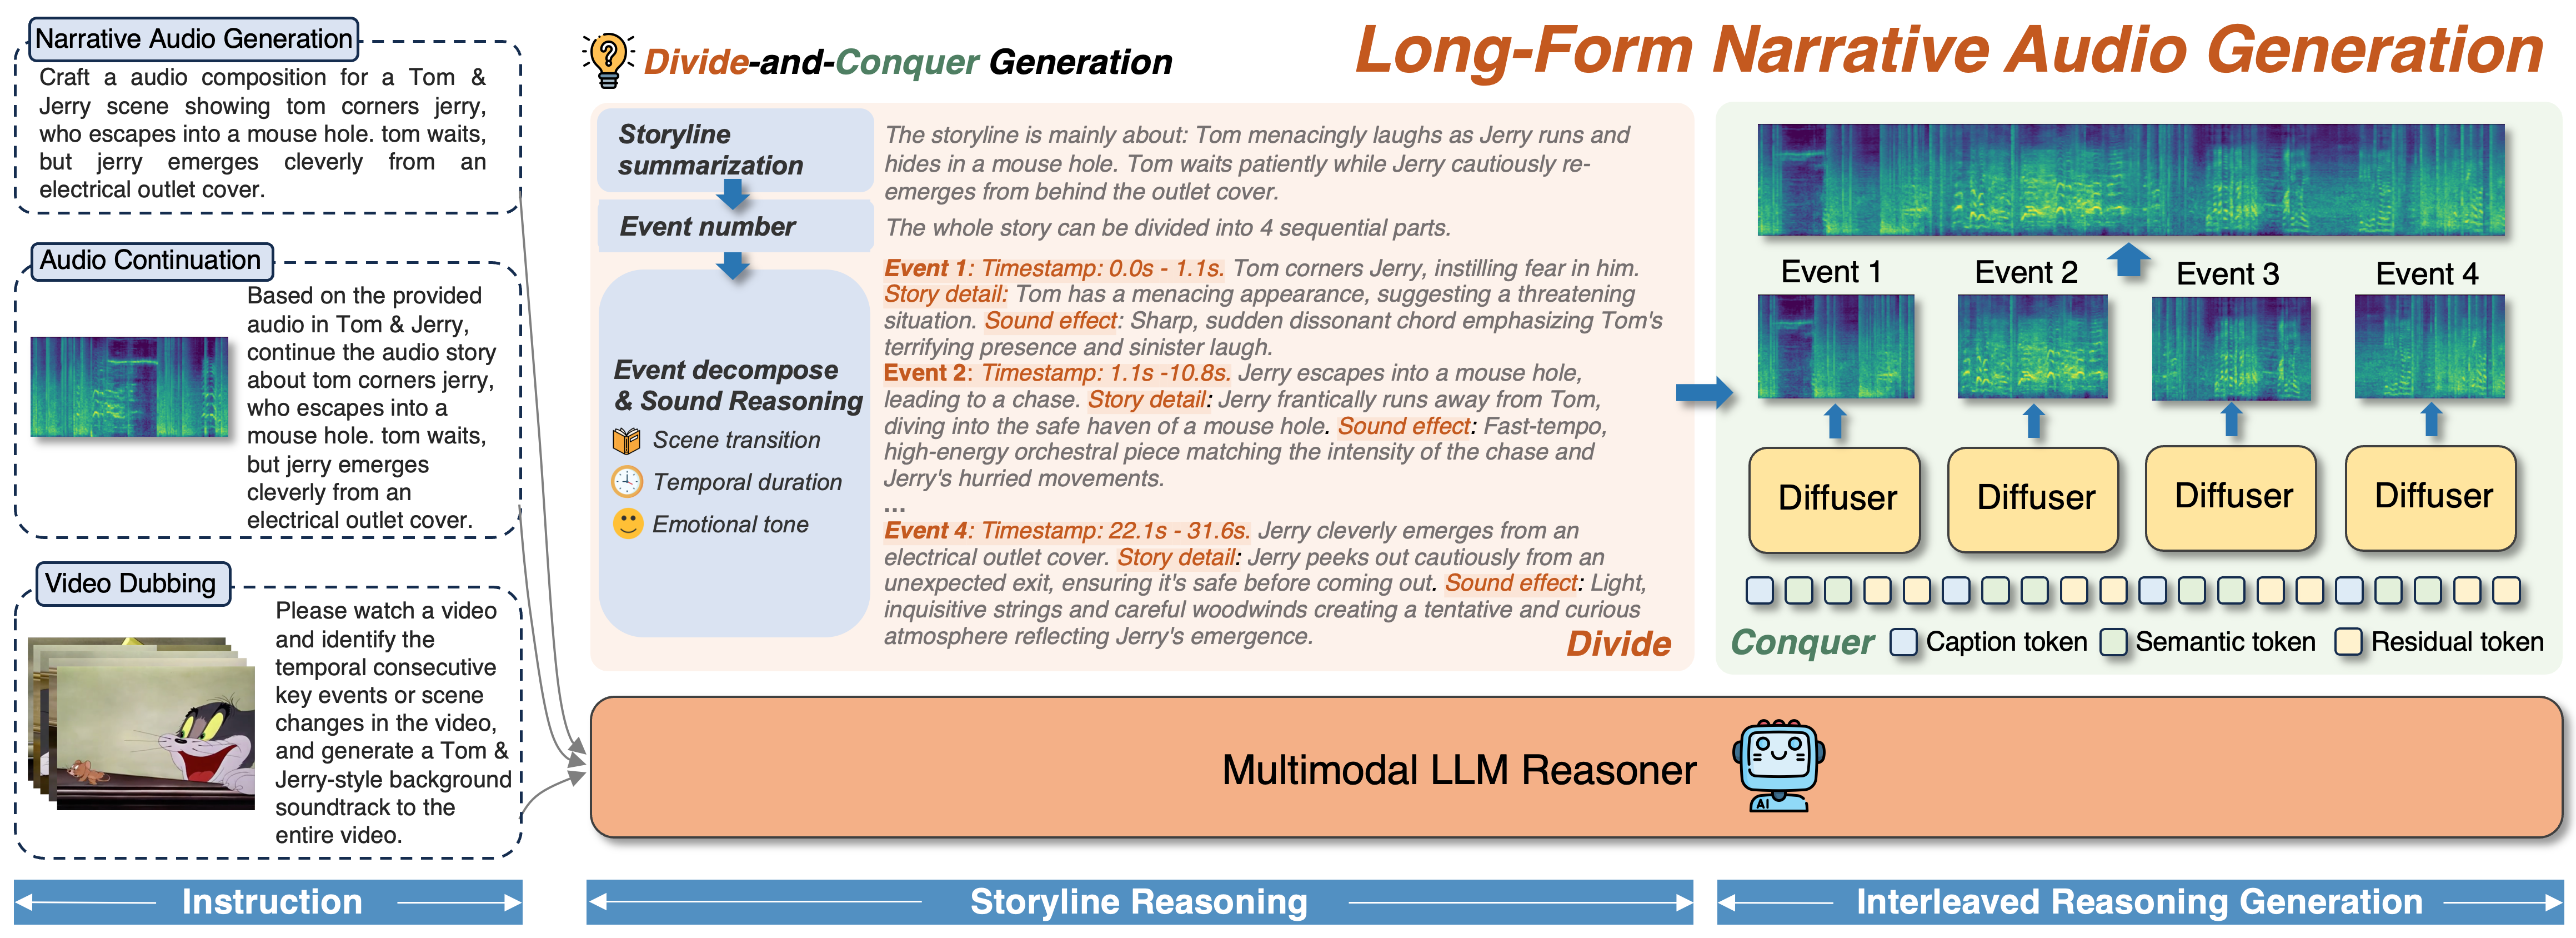 Narrative Audio Generation
Craft a audio composition for a Tom &
Jerry scene showing tom corners jerry,
who escapes into a mouse hole. tom waits,
but jerry emerges cleverly from an
electrical outlet cover.
Audio Continuation
Based on the provided
audio in Tom & Jerry,
continue the audio story
about tom corners jerry,
who escapes into a
mouse hole. tom waits,
but jerry emerges
cleverly from an
electrical outlet cover.
Video Dubbing
Please watch a video
and identify the
temporal consecutive
key events or scene
changes in the video,
and generate a Tom &
Jerry-style background
soundtrack to the
entire video.
Instruction
Divide-and-Conquer Generation
Long-Form Narrative Audio Generation
Storyline
summarization
The storyline is mainly about: Tom menacingly laughs as Jerry runs and
hides in a mouse hole. Tom waits patiently while Jerry cautiously re-
emerges from behind the outlet cover.
Event number
The whole story can be divided into 4 sequential parts.
Event decompose
& Sound Reasoning
Scene transition
Temporal duration
Emotional tone
Event 1: Timestamp: 0.0s - 1.1s. Tom corners Jerry, instilling fear in him.
Story detail: Tom has a menacing appearance, suggesting a threatening
situation. Sound effect: Sharp, sudden dissonant chord emphasizing Tom's
terrifying presence and sinister laugh.
Event 2: Timestamp: 1.1s -10.8s. Jerry escapes into a mouse hole,
leading to a chase. Story detail: Jerry frantically runs away from Tom,
diving into the safe haven of a mouse hole. Sound effect: Fast-tempo,
high-energy orchestral piece matching the intensity of the chase and
Jerry's hurried movements.
...
Event 4: Timestamp: 22.1s - 31.6s. Jerry cleverly emerges from an
electrical outlet cover. Story detail: Jerry peeks out cautiously from an
unexpected exit, ensuring it's safe before coming out. Sound effect: Light,
inquisitive strings and careful woodwinds creating a tentative and curious
atmosphere reflecting Jerry's emergence.
Divide
Event 1 Event 2 Event 3 Event 4
Diffuser Diffuser Diffuser Diffuser
Conquer Caption token Semantic token Residual token
Multimodal LLM Reasoner
AI
Storyline Reasoning
Interleaved Reasoning Generation